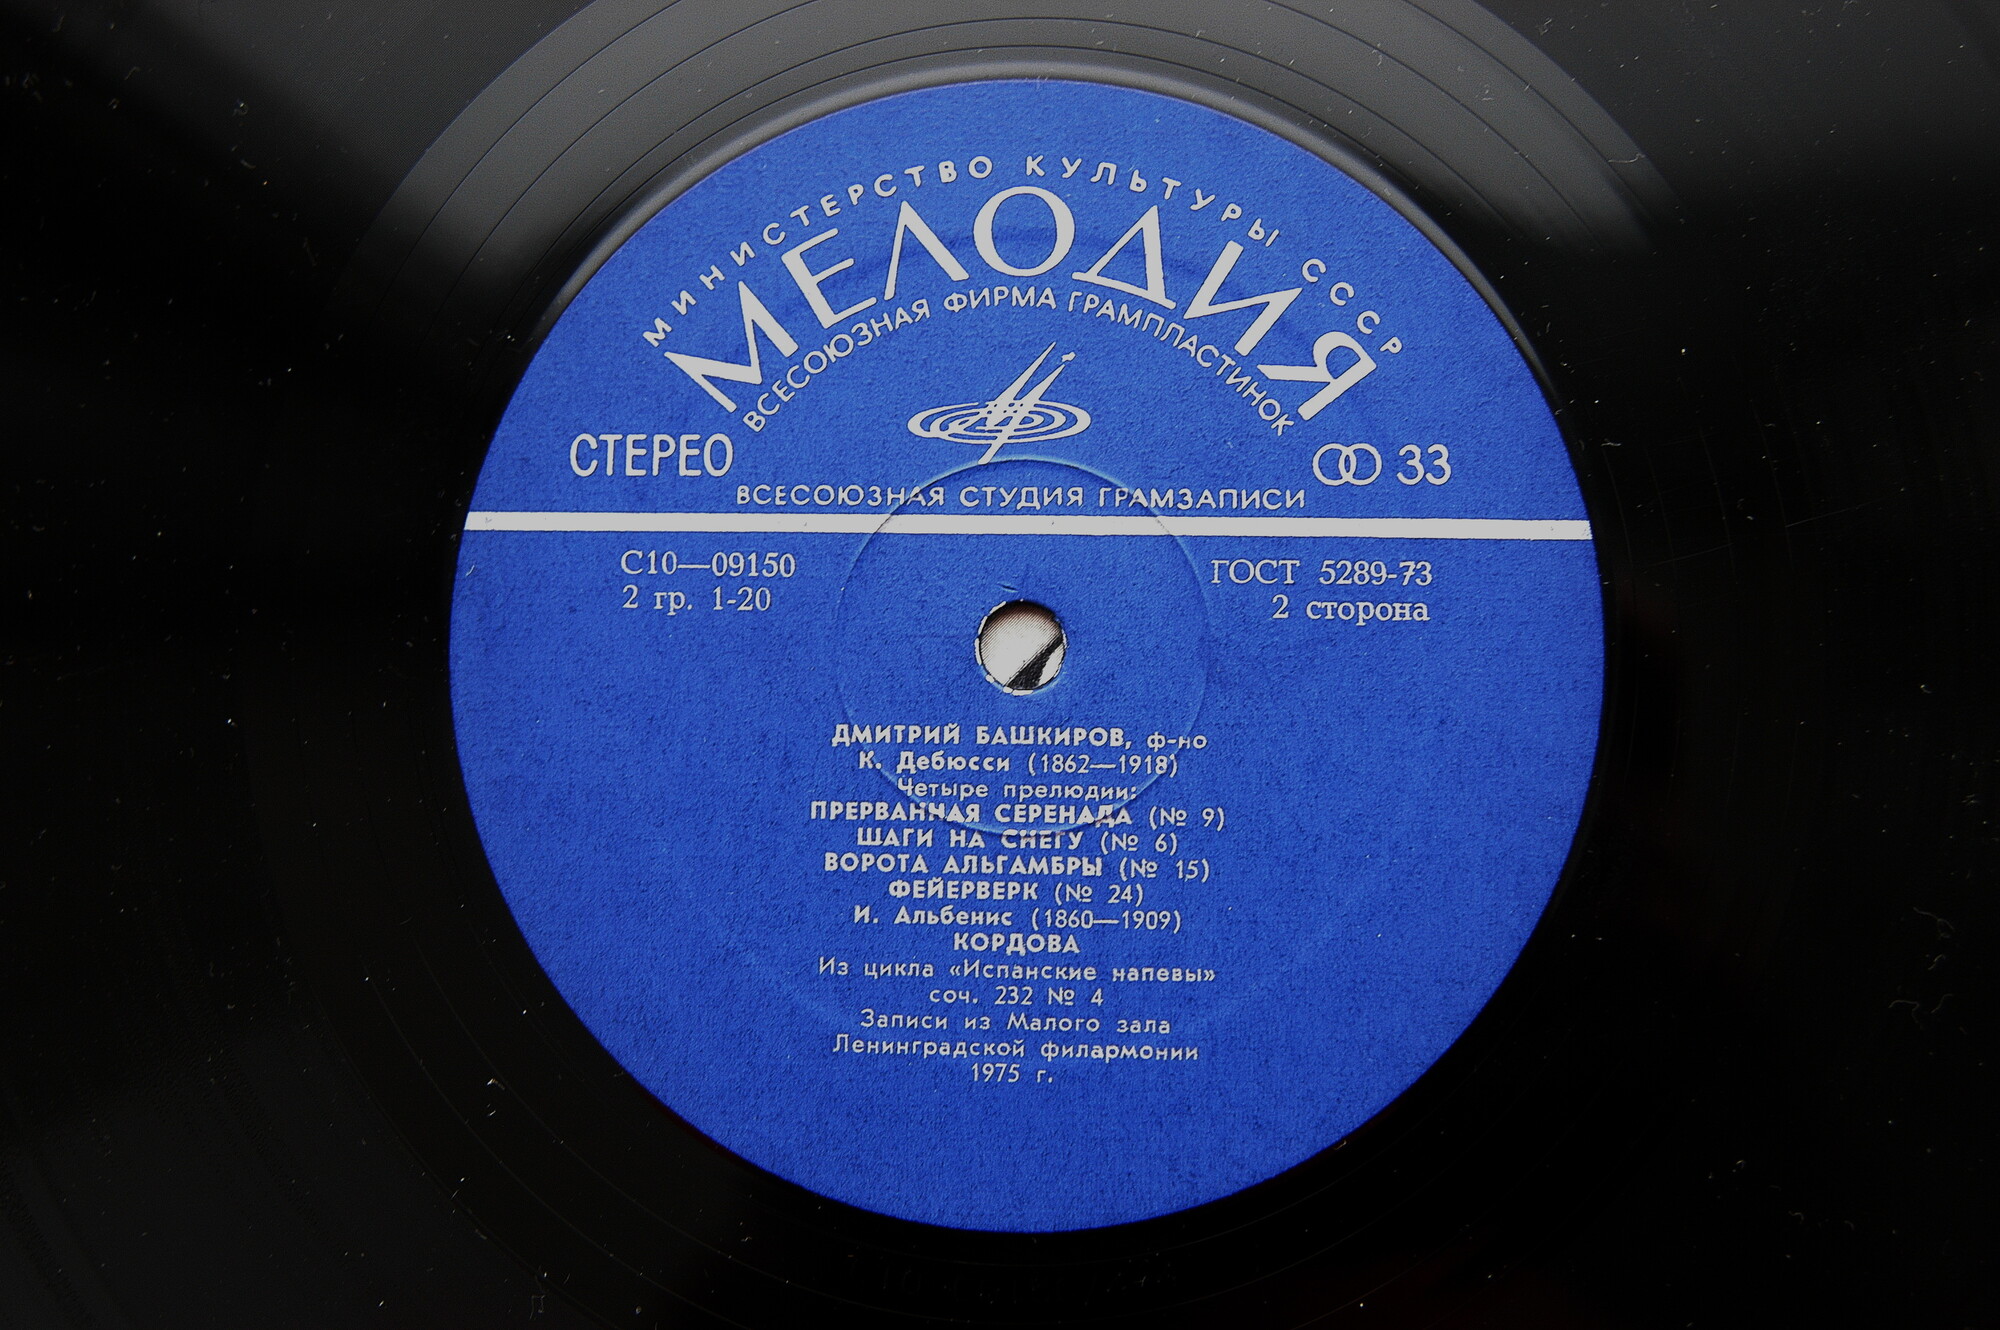 МИНИСТЕРСТВО КУЛЬТУРЫ СССР
МЕЛОДИЯ
ВСЕСОЮЗНАЯ ФИРМА ГРАМПЛАСТИНОК
СТЕРЕО
33
ВСЕСОЮЗНАЯ СТУДИЯ ГРАМЗАПИСИ
С10—09150
ГОСТ 5289-73
2 гр. 1-20
2 сторона
ДМИТРИЙ БАШКИРОВ, ф-но
К. Дебюсси (1862—1918)
Четыре прелюдии:
ПРЕРВАННАЯ СЕРЕНАДА (№ 9)
ШАГИ НА СНЕГУ (№ 6)
ВОРОТА АЛЬГАМБРЫ (№ 15)
ФЕЙЕРВЕРК (№ 24)
И. Альбенис (1860—1909)
КОРДОВА
Из цикла «Испанские напевы»
соч. 232 № 4
Записи из Малого зала
Ленинградской филармонии
1975 г.